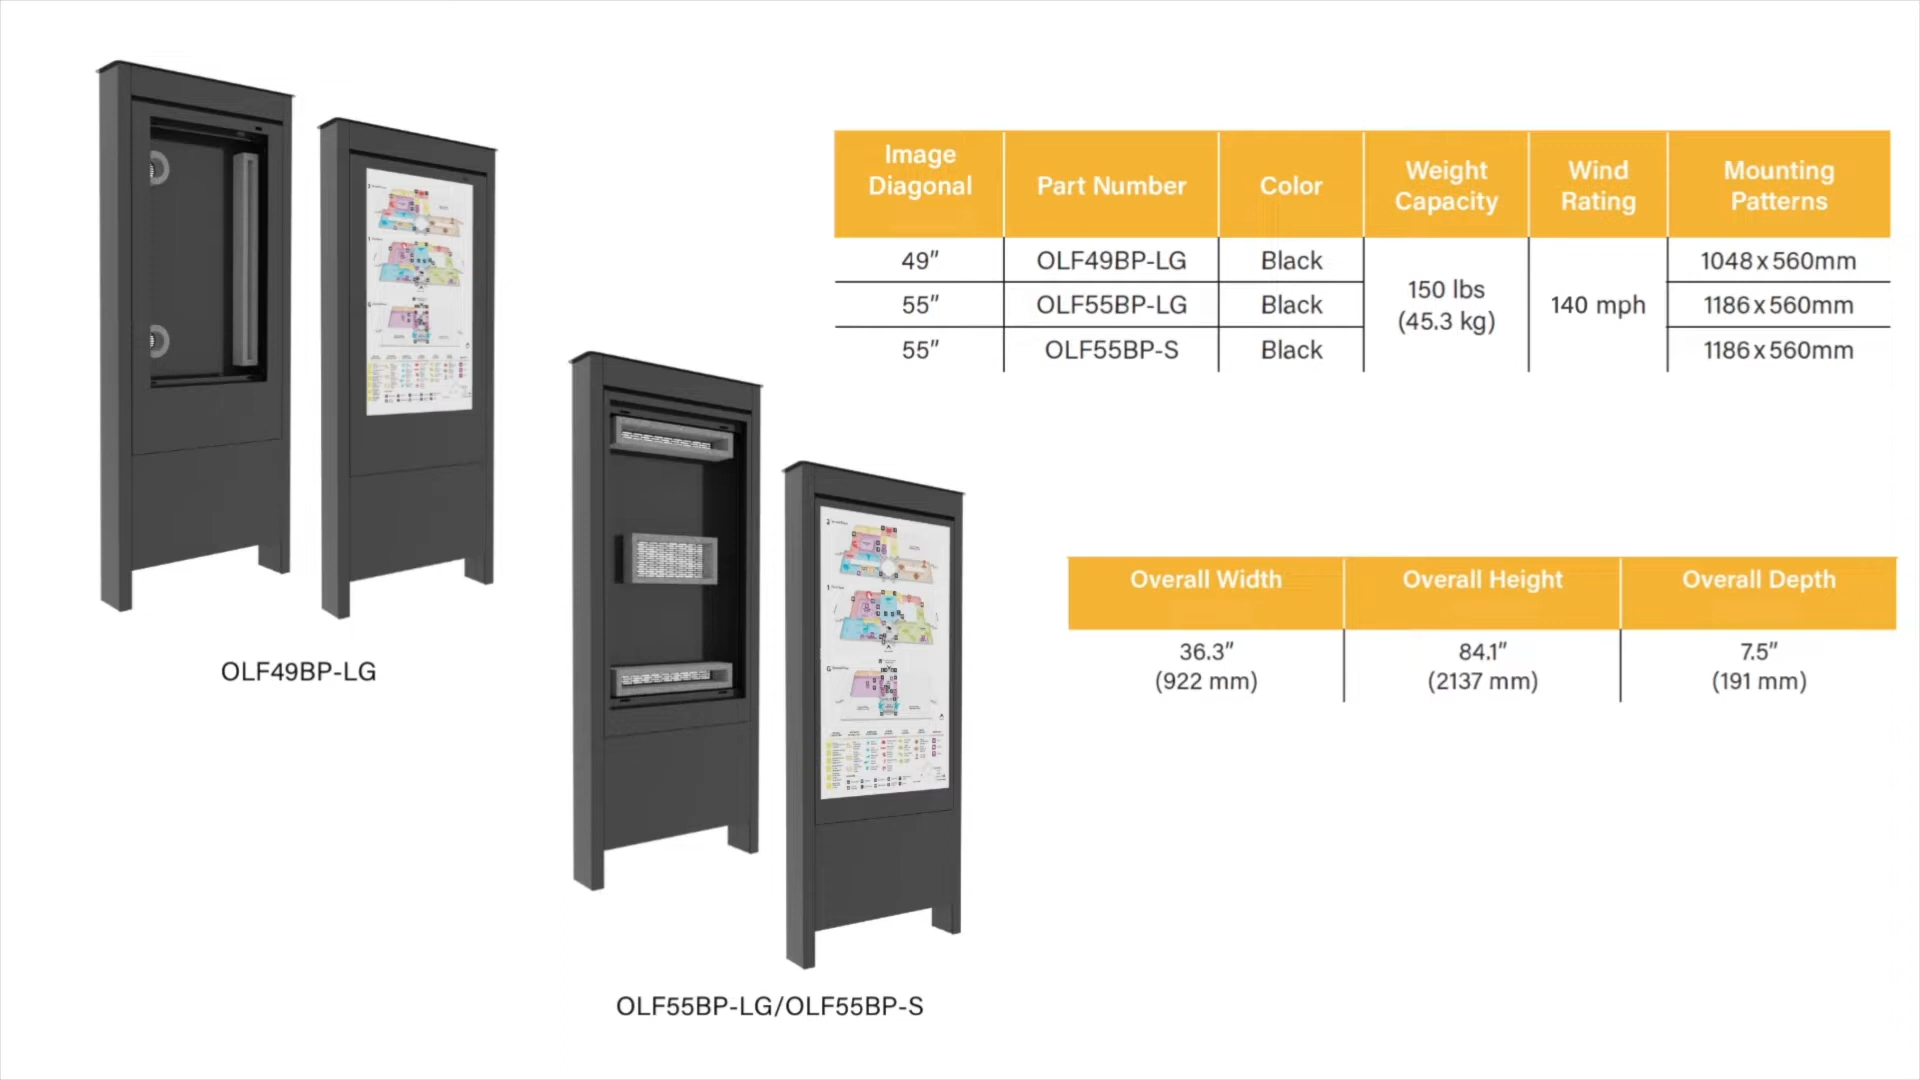 Image Diagonal
Part Number
Color
Weight Capacity
Wind Rating
Mounting Patterns
49" OLF49BP-LG Black 1048 x 560mm
55" OLF55BP-LG Black 1186 x 560mm
55" OLF55BP-S Black 1186 x 560mm
150 lbs
(45.3 kg)
140 mph
Overall Width
Overall Height
Overall Depth
36.3" 84.1" 7.5"
(922 mm) (2137 mm) (191 mm)
OLF49BP-LG
OLF55BP-LG/OLF55BP-S